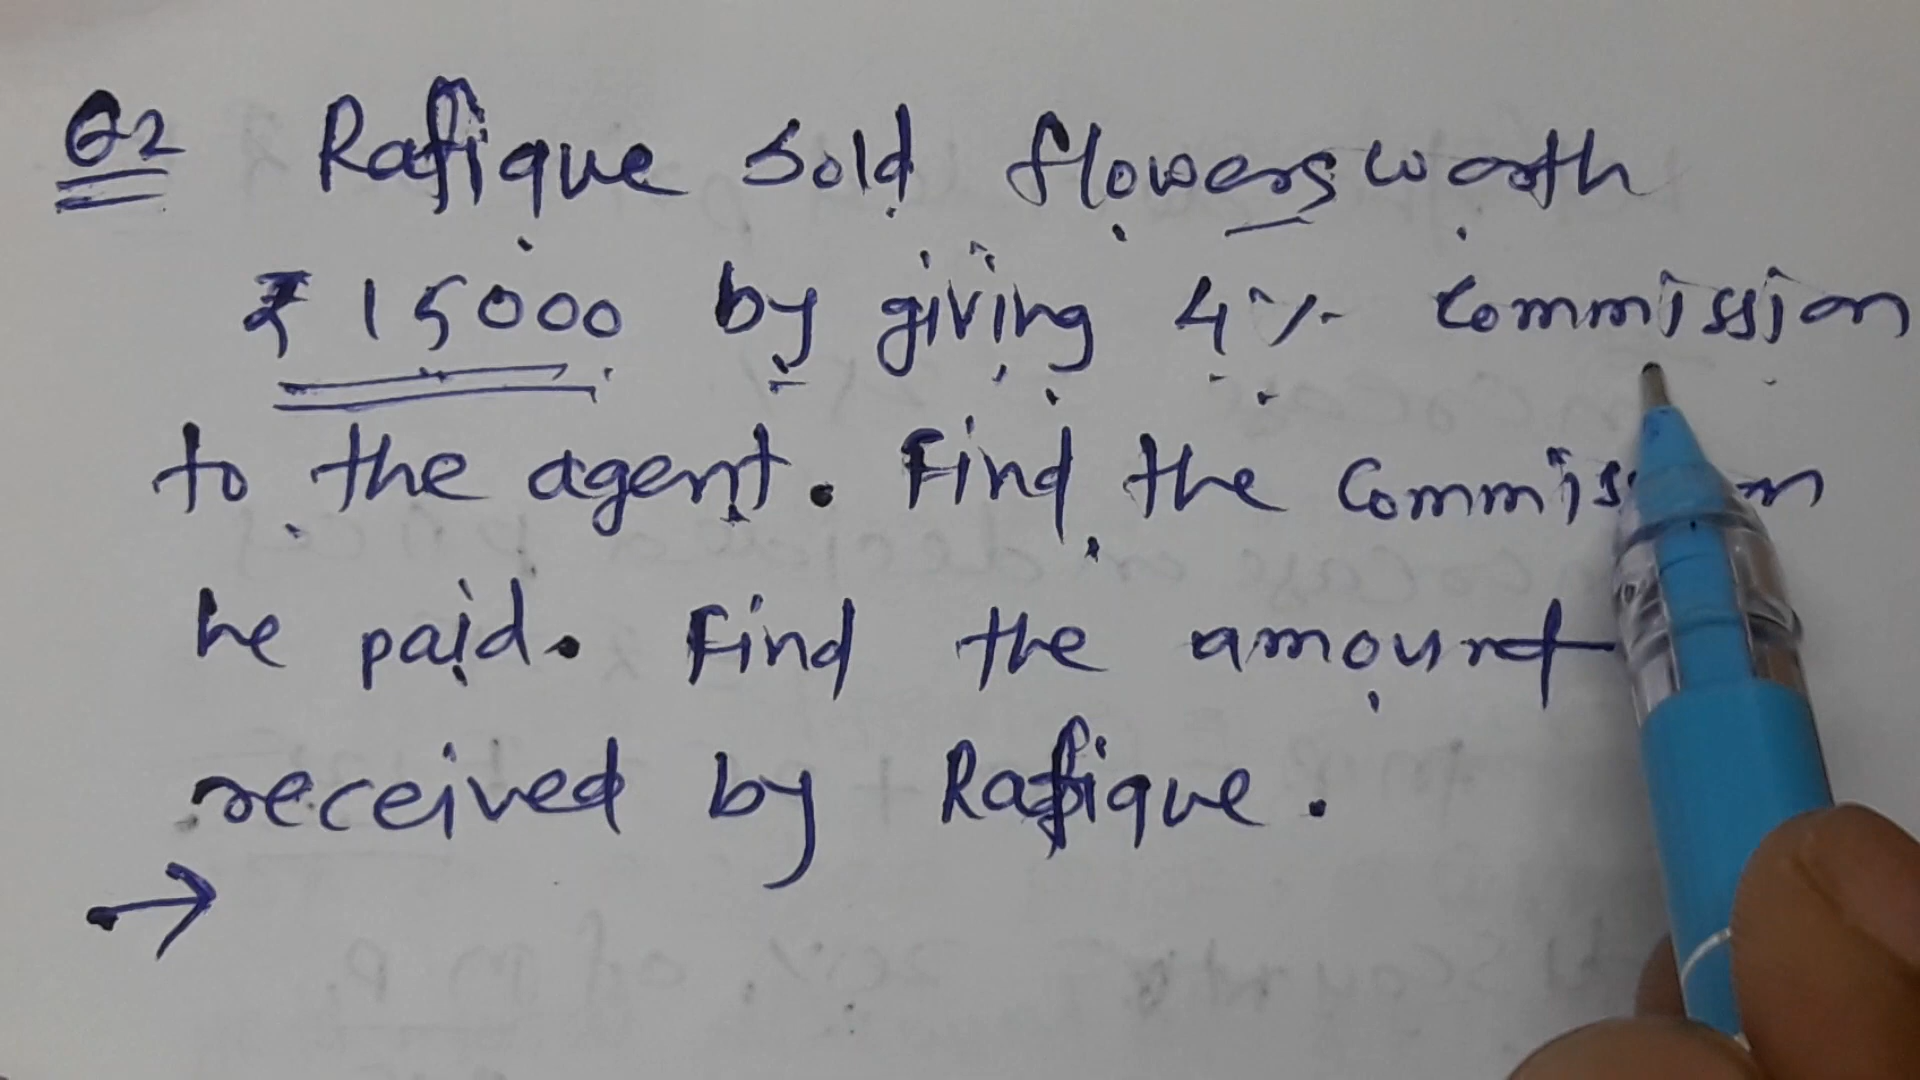 Q2 Rafique sold flowers worth
₹ 15000 by giving 4% commission
to the agent. Find the
he paid. Find the amount
received by Rafique.
→